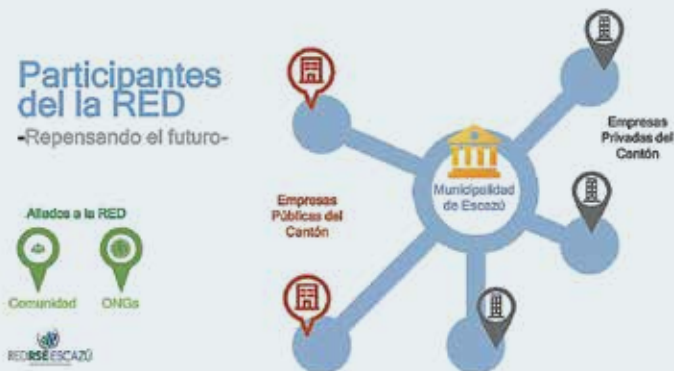 Participantes
del la RED
-Repensando el futuro-
Aliados a la RED
Comunidad
ONGs
REDRSE ESCAZÚ
Empresas
Públicas del
Cantón
Municipalidad
de Escazú
Empresas
Privadas del
Cantón